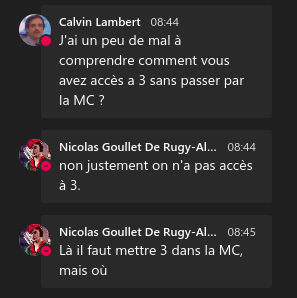 Calvin Lambert 08:44
J'ai un peu de mal à
comprendre comment vous
avez accès a 3 sans passer par
la MC ?
Nicolas Goullet De Rugy-Al... 08:44
non justement on n'a pas accès
à 3.
Nicolas Goullet De Rugy-Al... 08:45
Là il faut mettre 3 dans la MC,
mais où